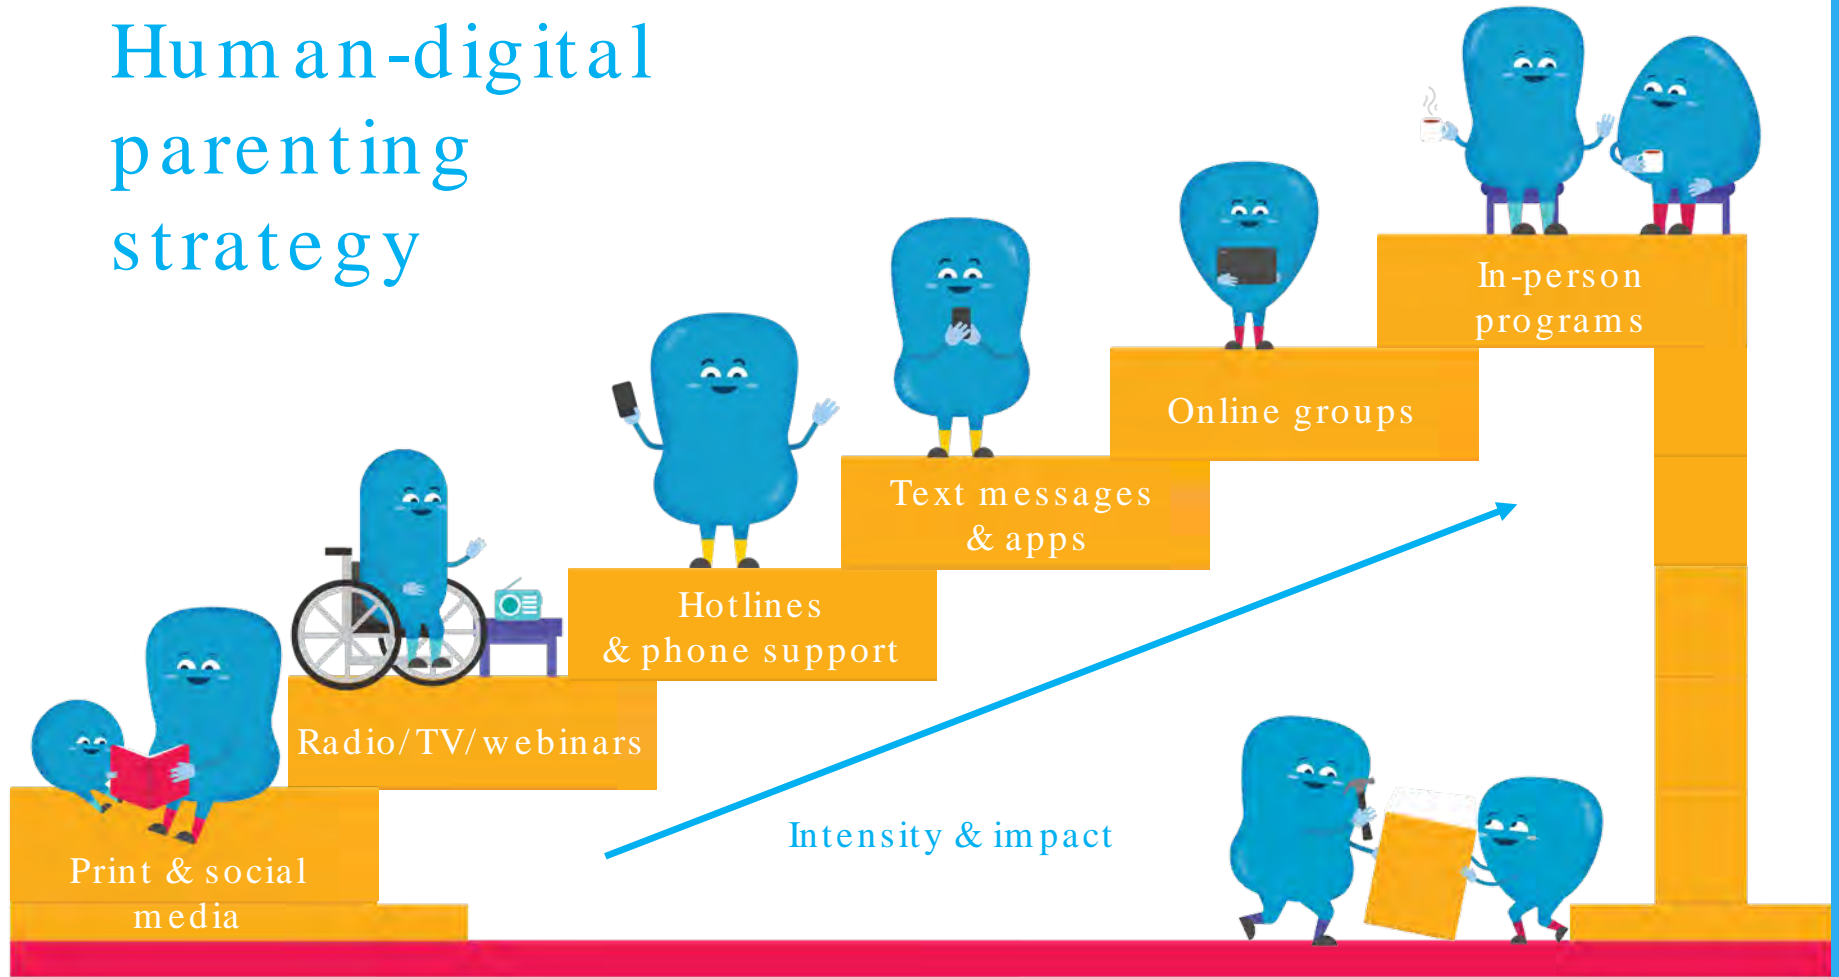 Human-digital
parenting
strategy
In-person
programs
Online groups
Text messages
& apps
Hotlines
& phone support
Radio/TV/webinars
Print & social
media
Intensity & impact